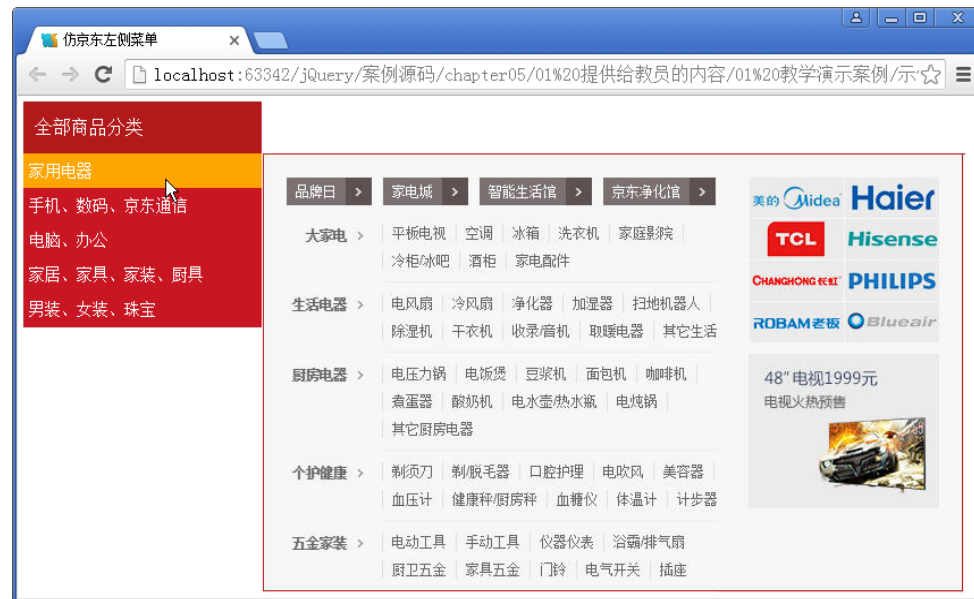 仿京东左侧菜单 ×
localhost:63342/jQuery/案例源码/chapter05/01%20提供给教员的内容/01%20教学演示案例/示
全部商品分类
家用电器
手机、数码、京东通信
电脑、办公
家居、家具、家装、厨具
男装、女装、珠宝
品牌日 > 家电城 > 智能生活馆 > 京东净化馆 >
大家电 > 平板电视 空调 冰箱 洗衣机 家庭影院
冷柜/冰吧 酒柜 家电配件
生活电器 > 电风扇 冷风扇 净化器 加湿器 扫地机器人
除湿机 干衣机 收录/音机 取暖电器 其它生活
厨房电器 > 电压力锅 电饭煲 豆浆机 面包机 咖啡机
煮蛋器 酸奶机 电水壶/热水瓶 电炖锅
其它厨房电器
个护健康 > 剃须刀 剃/脱毛器 口腔护理 电吹风 美容器
血压计 健康秤/厨房秤 血糖仪 体温计 计步器
五金家装 > 电动工具 手动工具 仪器仪表 浴霸/排气扇
厨卫五金 家具五金 门铃 电气开关 插座
美的 Midea Haier
TCL Hisense
CHANGHONG 长虹 PHILIPS
ROBAM老板 Blueair
48"电视1999元
电视火热预售